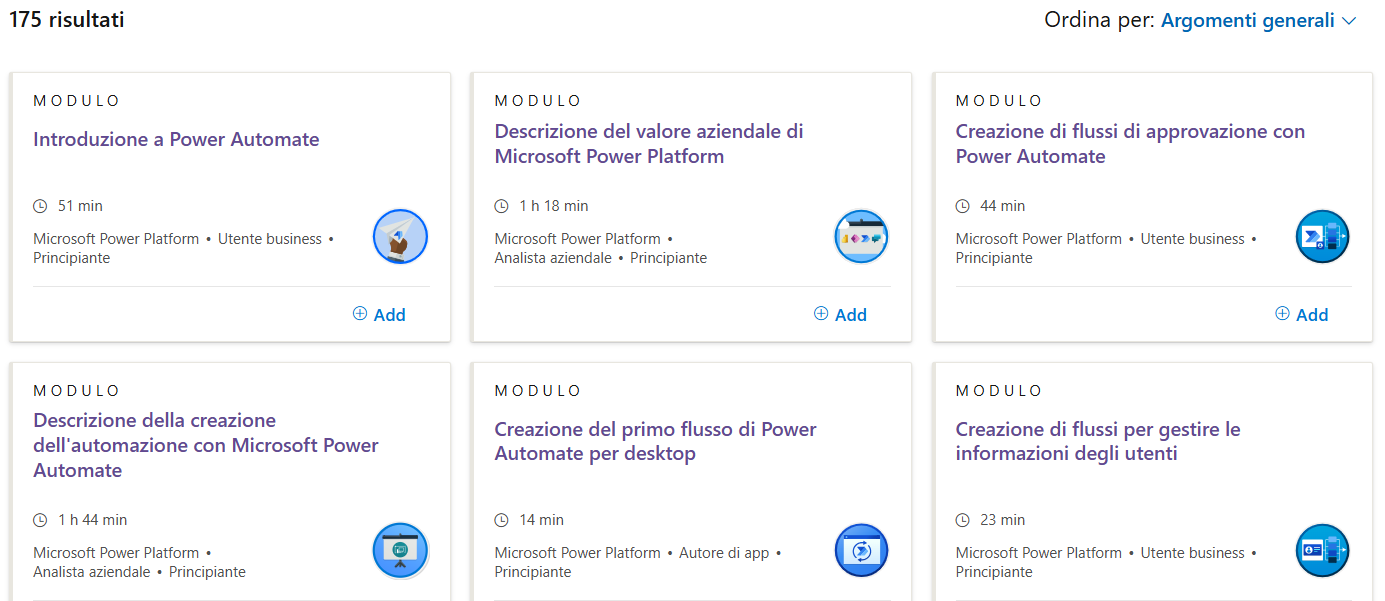 175 risultati
Ordina per: Argomenti generali
MODULO
Introduzione a Power Automate
51 min
Microsoft Power Platform • Utente business •
Principiante
Add
MODULO
Descrizione del valore aziendale di
Microsoft Power Platform
1 h 18 min
Microsoft Power Platform •
Analista aziendale • Principiante
Add
MODULO
Creazione di flussi di approvazione con
Power Automate
44 min
Microsoft Power Platform • Utente business •
Principiante
Add
MODULO
Descrizione della creazione
dell'automazione con Microsoft Power
Automate
1 h 44 min
Microsoft Power Platform •
Analista aziendale • Principiante
MODULO
Creazione del primo flusso di Power
Automate per desktop
14 min
Microsoft Power Platform • Autore di app •
Principiante
MODULO
Creazione di flussi per gestire le
informazioni degli utenti
23 min
Microsoft Power Platform • Utente business •
Principiante